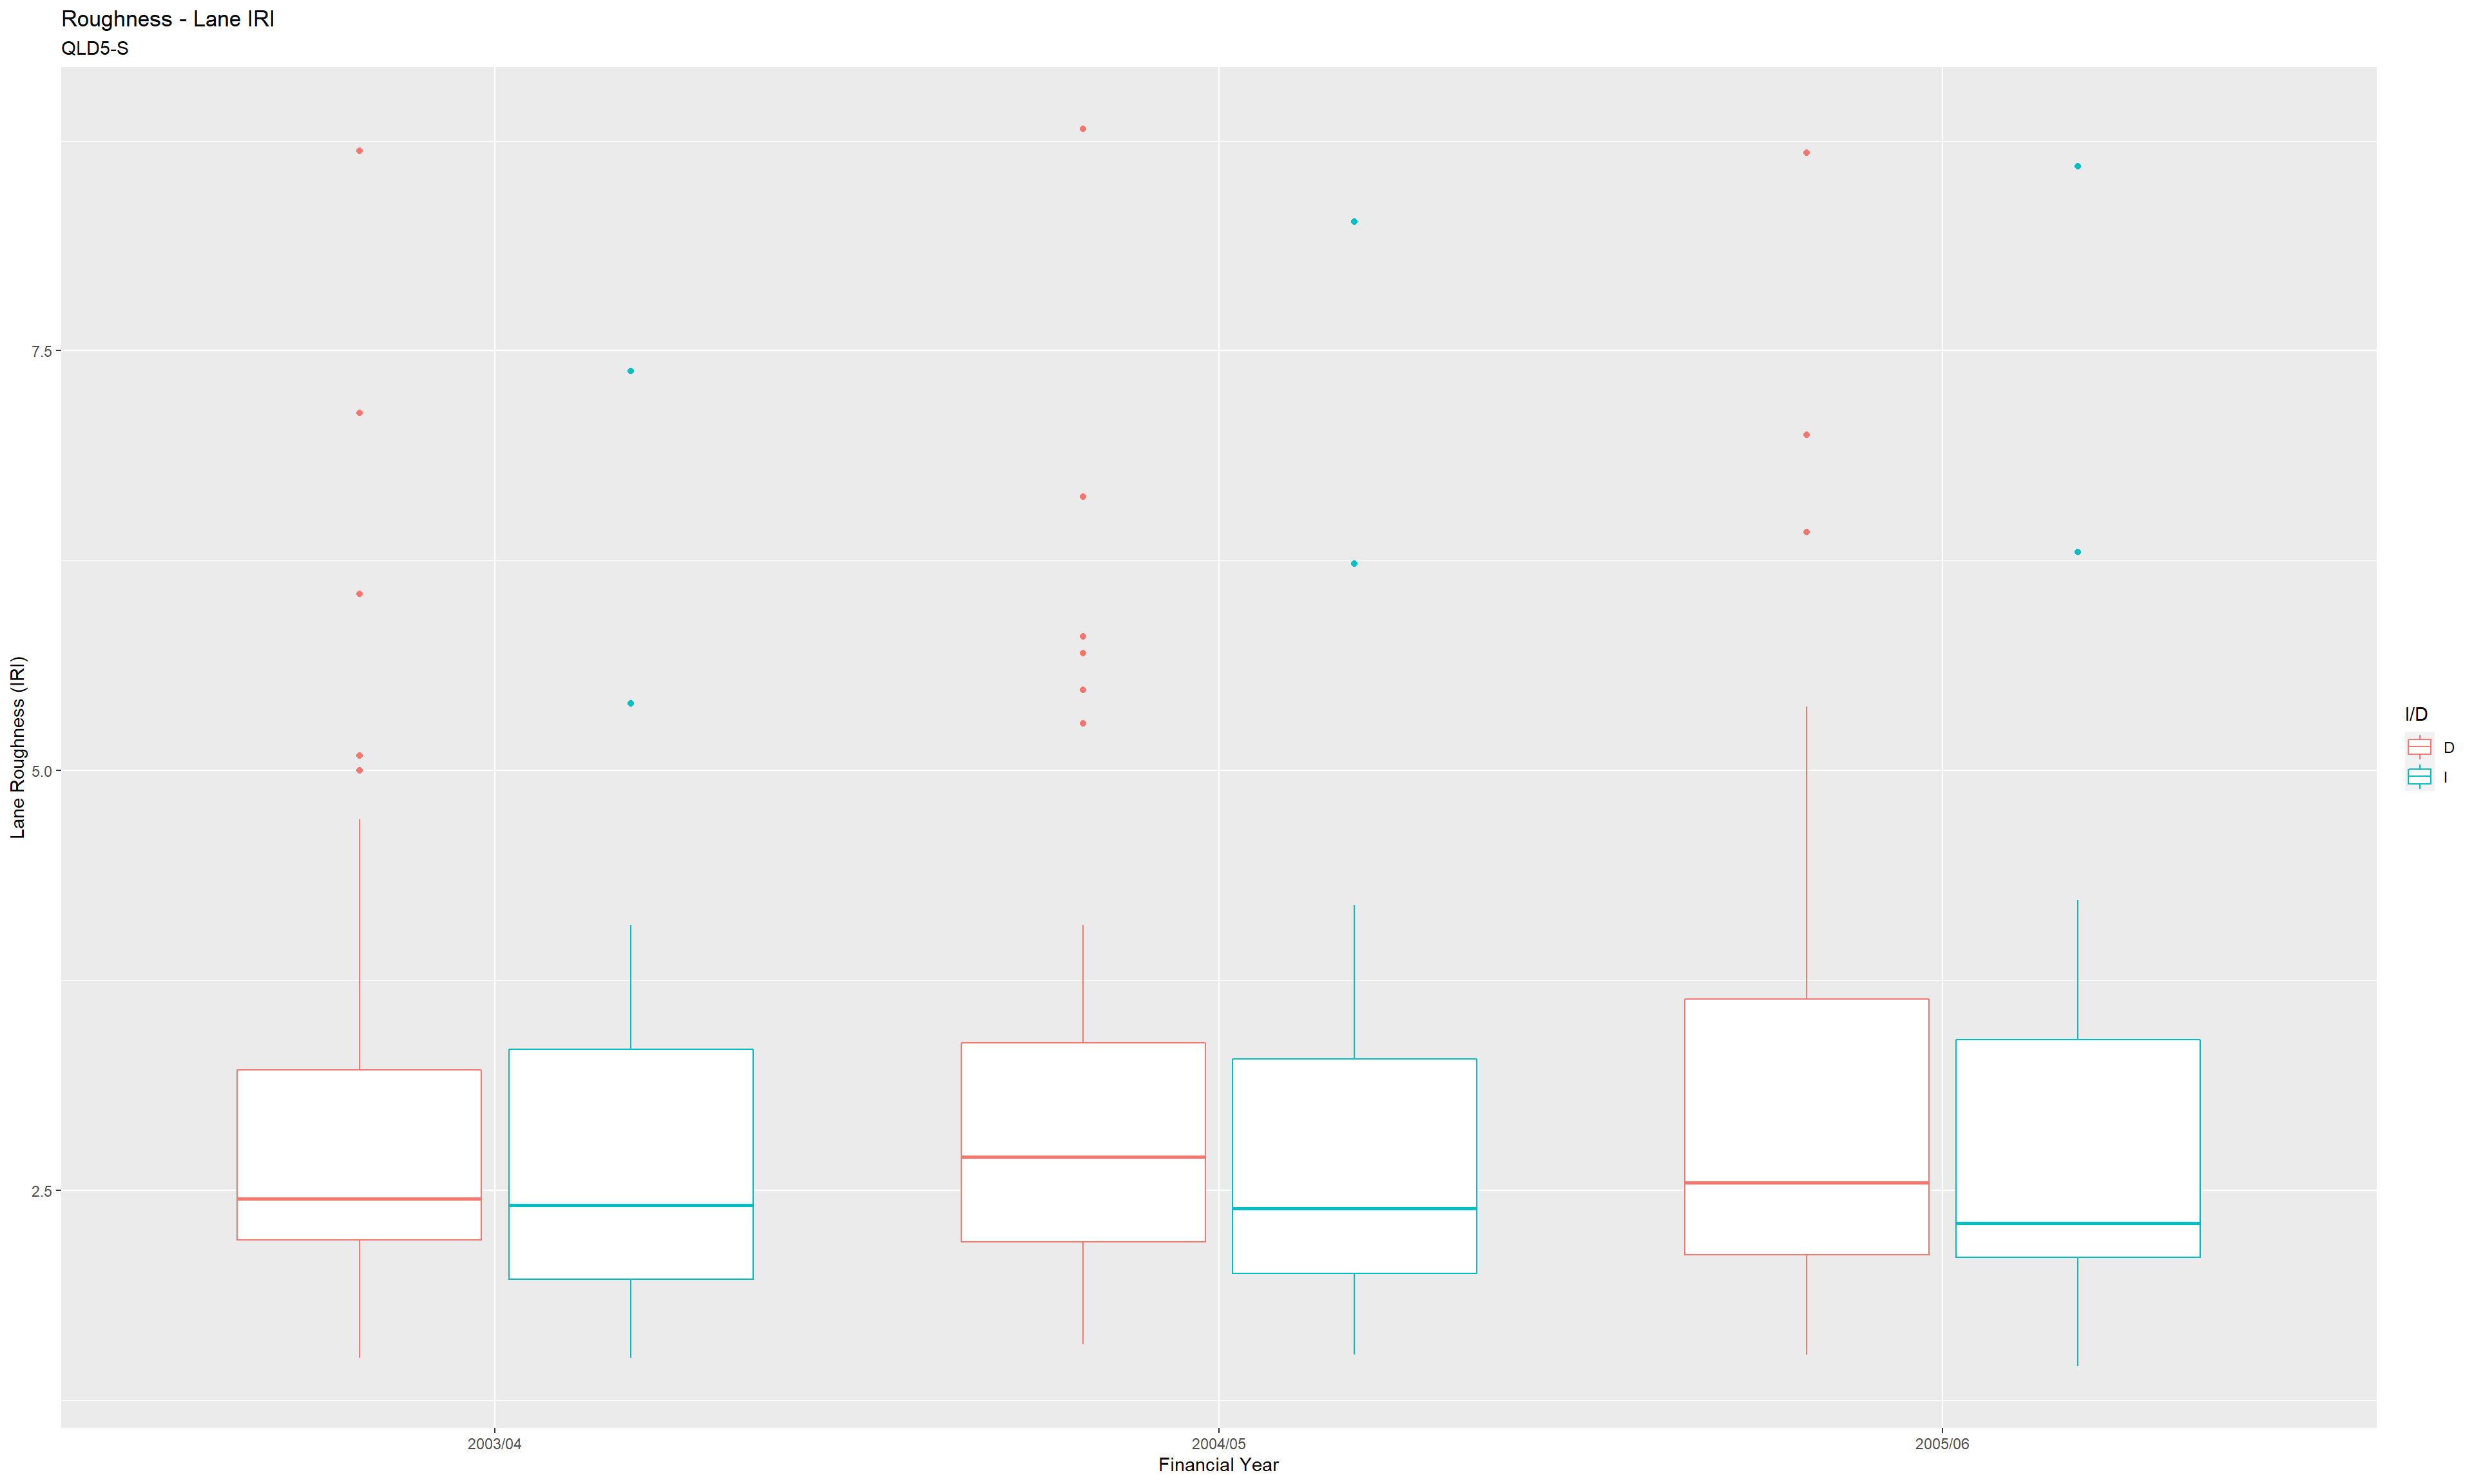 Roughness - Lane IRI
QLD5-S
Lane Roughness (IRI)
7.5
5.0
2.5
2003/04
2004/05
2005/06
Financial Year
I/D
D
I